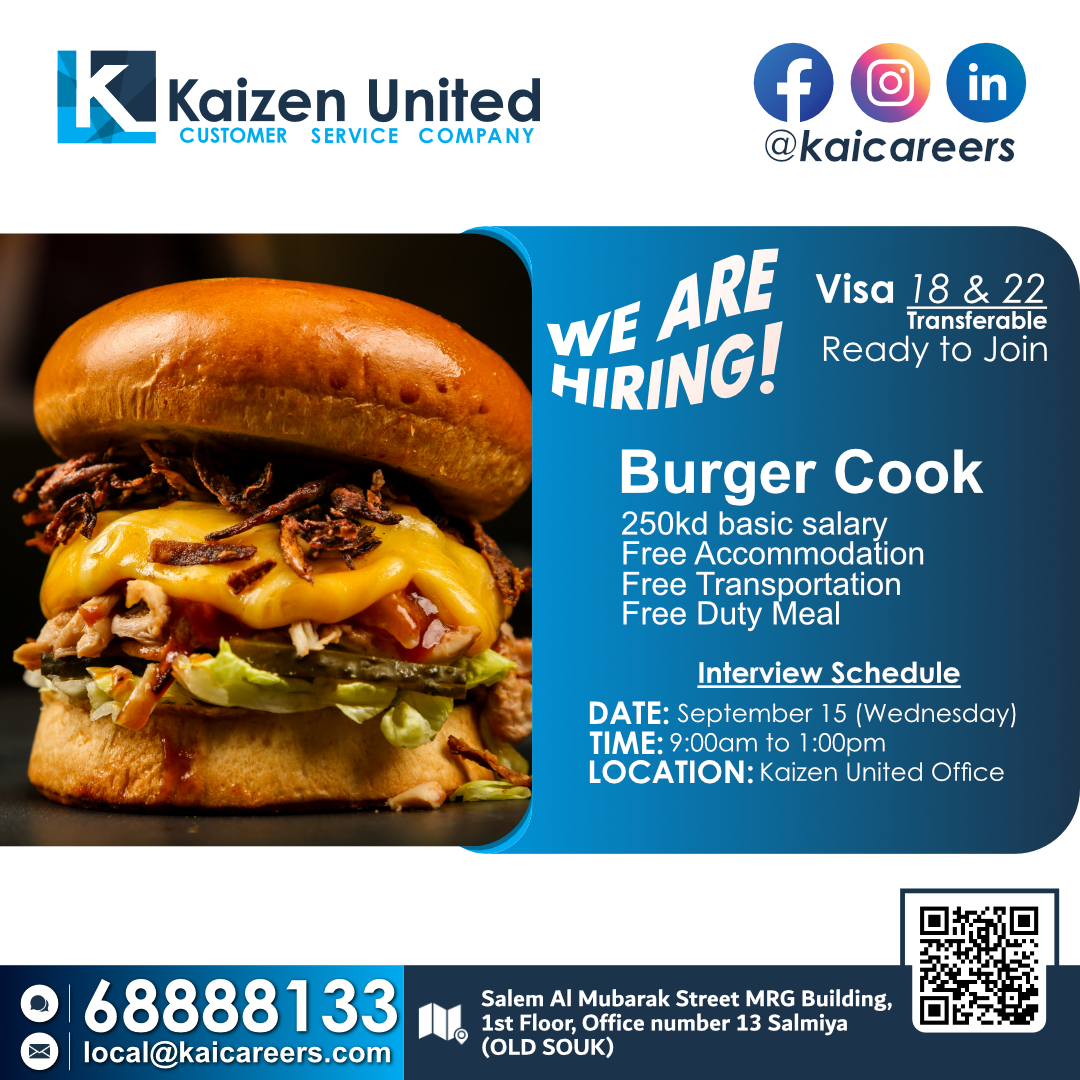 K
Kaizen United
CUSTOMER SERVICE COMPANY
f
in
@kaicareers
WE ARE
HIRING!
Visa 18 & 22
Transferable
Ready to Join
Burger Cook
250kd basic salary
Free Accommodation
Free Transportation
Free Duty Meal
Interview Schedule
DATE: September 15 (Wednesday)
TIME: 9:00am to 1:00pm
LOCATION: Kaizen United Office
68888133
local@kaicareers.com
Salem Al Mubarak Street MRG Building,
1st Floor, Office number 13 Salmiya
(OLD SOUK)